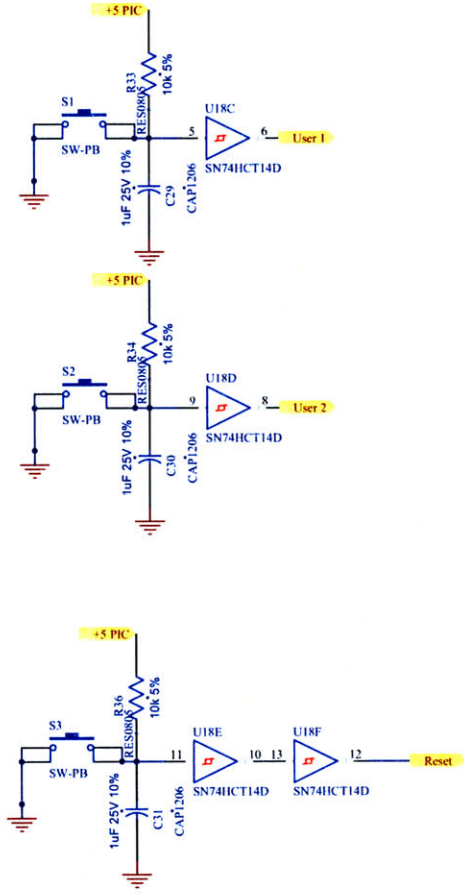 +5 PIC
R33
10k 5%
RES0805
S1
SW-PB
U18C
5
6
User 1
SN74HCT14D
1uF 25V 10%
C29
CAP1206
+5 PIC
R34
10k 5%
RES0805
S2
SW-PB
U18D
9
8
User 2
SN74HCT14D
1uF 25V 10%
C30
CAP1206
+5 PIC
R36
10k 5%
RES0805
S3
SW-PB
U18E
U18F
11
10
13
12
Reset
SN74HCT14D
SN74HCT14D
1uF 25V 10%
C31
CAP1206